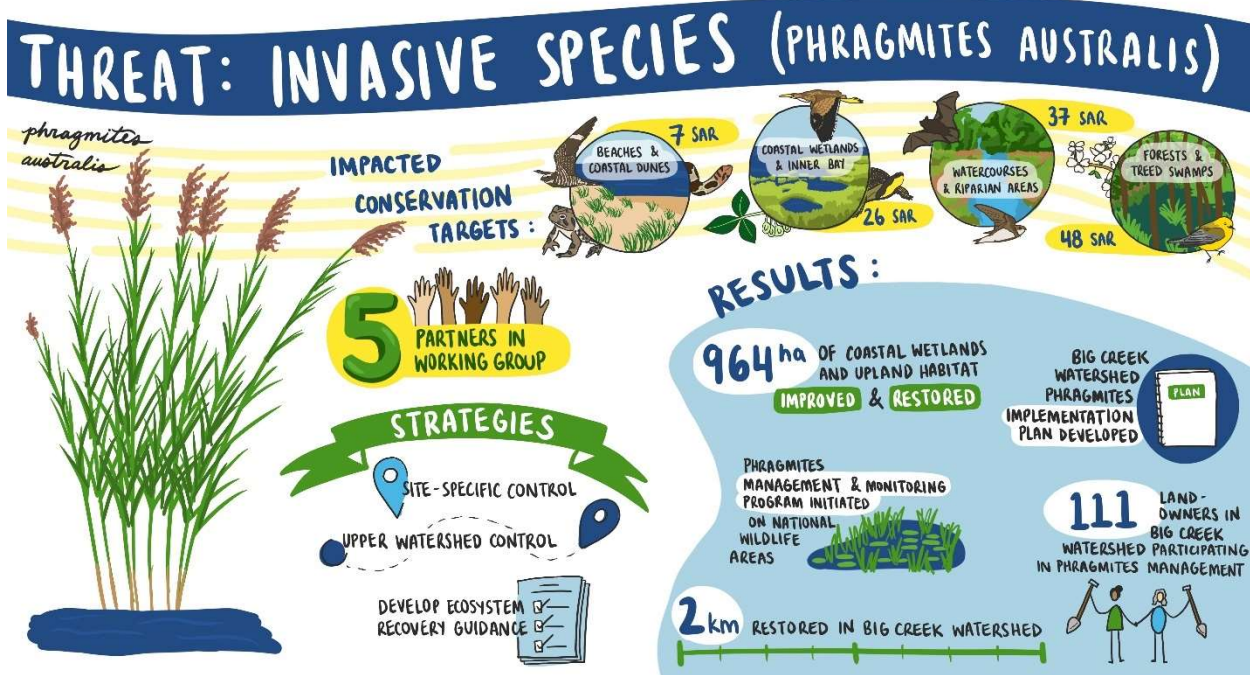 THREAT: INVASIVE SPECIES (PHRAGMITES AUSTRALIS)
phragmites
australis
IMPACTED
CONSERVATION
TARGETS:
7 SAR
BEACHES &
COASTAL DUNES
COASTAL WETLANDS
& INNER BAY
26 SAR
37 SAR
WATERCOURSES
& RIPARIAN AREAS
FORESTS &
TREED SWAMPS
48 SAR
5
PARTNERS IN
WORKING GROUP
STRATEGIES
SITE-SPECIFIC CONTROL
UPPER WATERSHED CONTROL
DEVELOP ECOSYSTEM
RECOVERY GUIDANCE
RESULTS:
964 ha OF COASTAL WETLANDS
AND UPLAND HABITAT
IMPROVED & RESTORED
BIG CREEK
WATERSHED
PHRAGMITES
IMPLEMENTATION
PLAN DEVELOPED
PLAN
PHRAGMITES
MANAGEMENT & MONITORING
PROGRAM INITIATED
ON NATIONAL
WILDLIFE
AREAS
111 LAND-
OWNERS IN
BIG CREEK
WATERSHED PARTICIPATING
IN PHRAGMITES MANAGEMENT
2 km RESTORED IN BIG CREEK WATERSHED